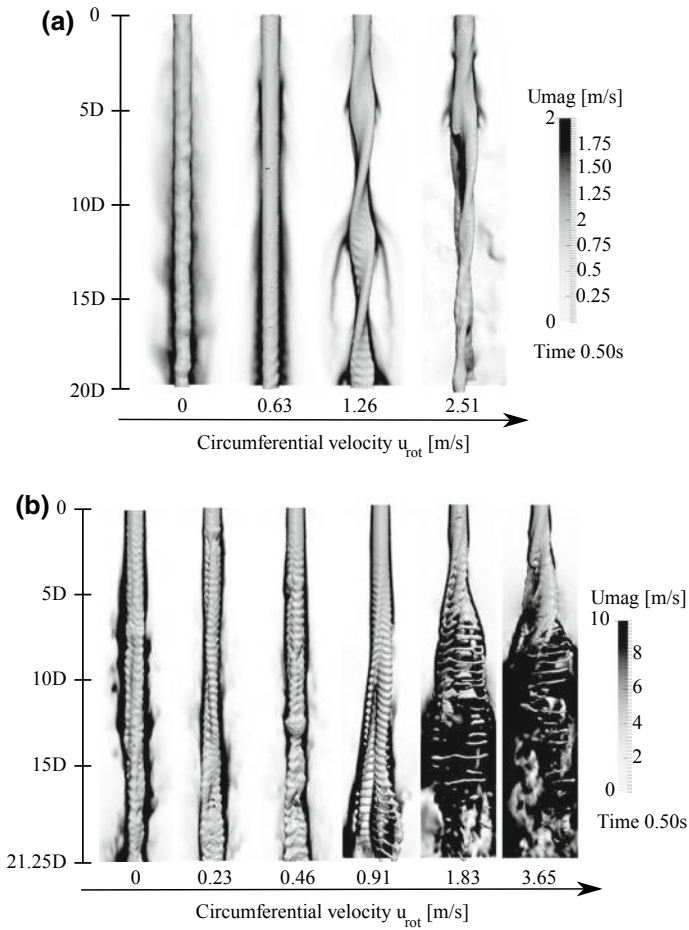 (a)
0
5D
10D
15D
20D
Umag [m/s]
2
1.75
1.50
1.25
2
0.75
0.5
0.25
0
Time 0.50s
0 0.63 1.26 2.51
Circumferential velocity u_rot [m/s]
(b)
0
5D
10D
15D
21.25D
Umag [m/s]
10
8
6
4
2
0
Time 0.50s
0 0.23 0.46 0.91 1.83 3.65
Circumferential velocity u_rot [m/s]